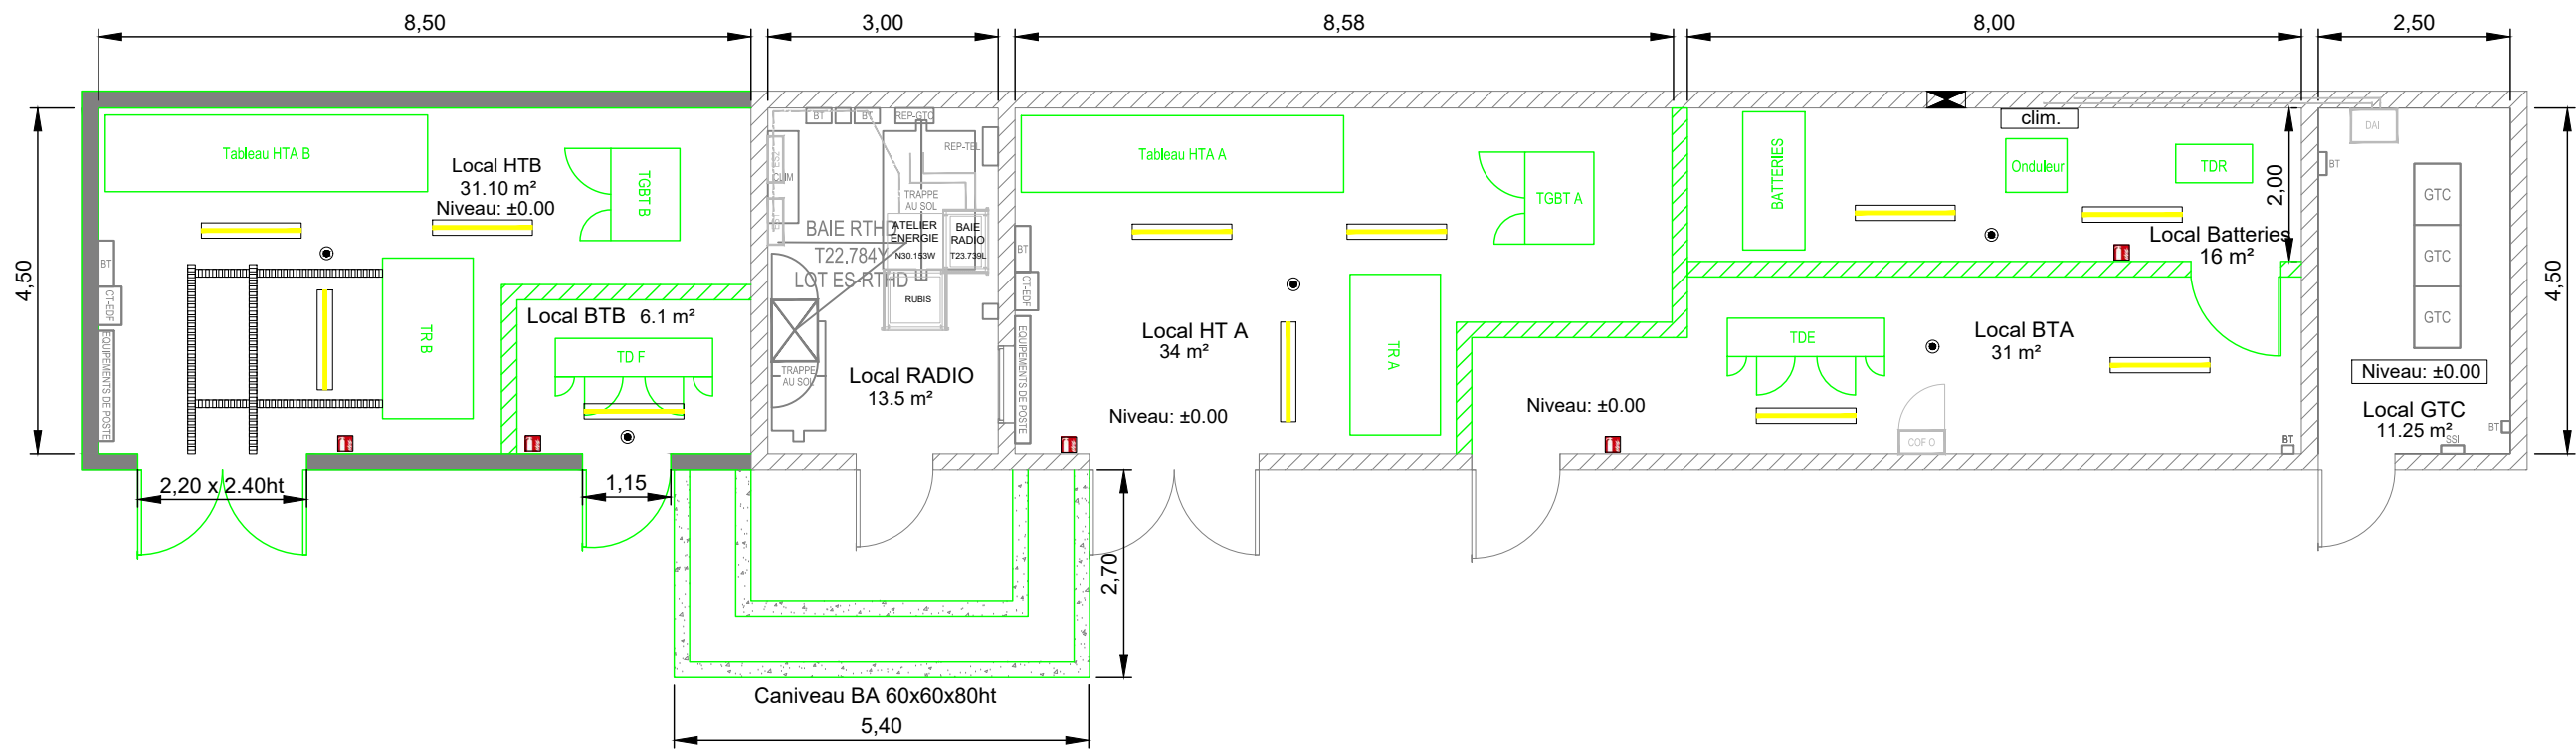 8,50
3,00
8,58
8,00
2,50
4,50
Tableau HTA B
Local HTB
31.10 m²
Niveau: ±0.00
TGBT B
BT
CT-EDF
EQUIPEMENTS DE POSTE
TR B
Local BTB 6.1 m²
TD F
2,20 x 2.40ht
1,15
BT
BT
REP-GTC
REP-TEL
CLIM
TRAPPE
AU SOL
BAIE RTHD
T22,784Y
LOT ES-RTHD
ATELIER
ENERGIE
N30.153W
BAIE
RADIO
T23.739L
RUBIS
TRAPPE
AU SOL
Local RADIO
13.5 m²
Tableau HTA A
BT
CT-EDF
EQUIPEMENTS DE POSTE
TGBT A
Local HT A
34 m²
TR A
Niveau: ±0.00
BATTERIES
clim.
Onduleur
TDR
2,00
Local Batteries
16 m²
TDE
Local BTA
31 m²
Niveau: ±0.00
COF O
BT
DAI
BT
GTC
GTC
GTC
Niveau: ±0.00
Local GTC
11.25 m²
SSI
BT
4,50
2,70
Caniveau BA 60x60x80ht
5,40